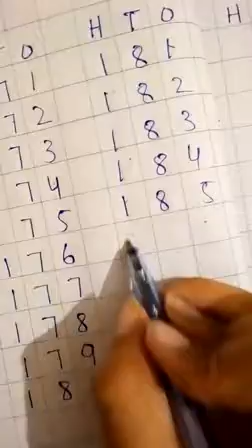 T O
7 1
7 2
7 3
7 4
7 5
1 7 6
1 7 7
1 7 8
1 7 9
1 8
H T O
1 8 1
1 8 2
1 8 3
1 8 4
1 8 5
H